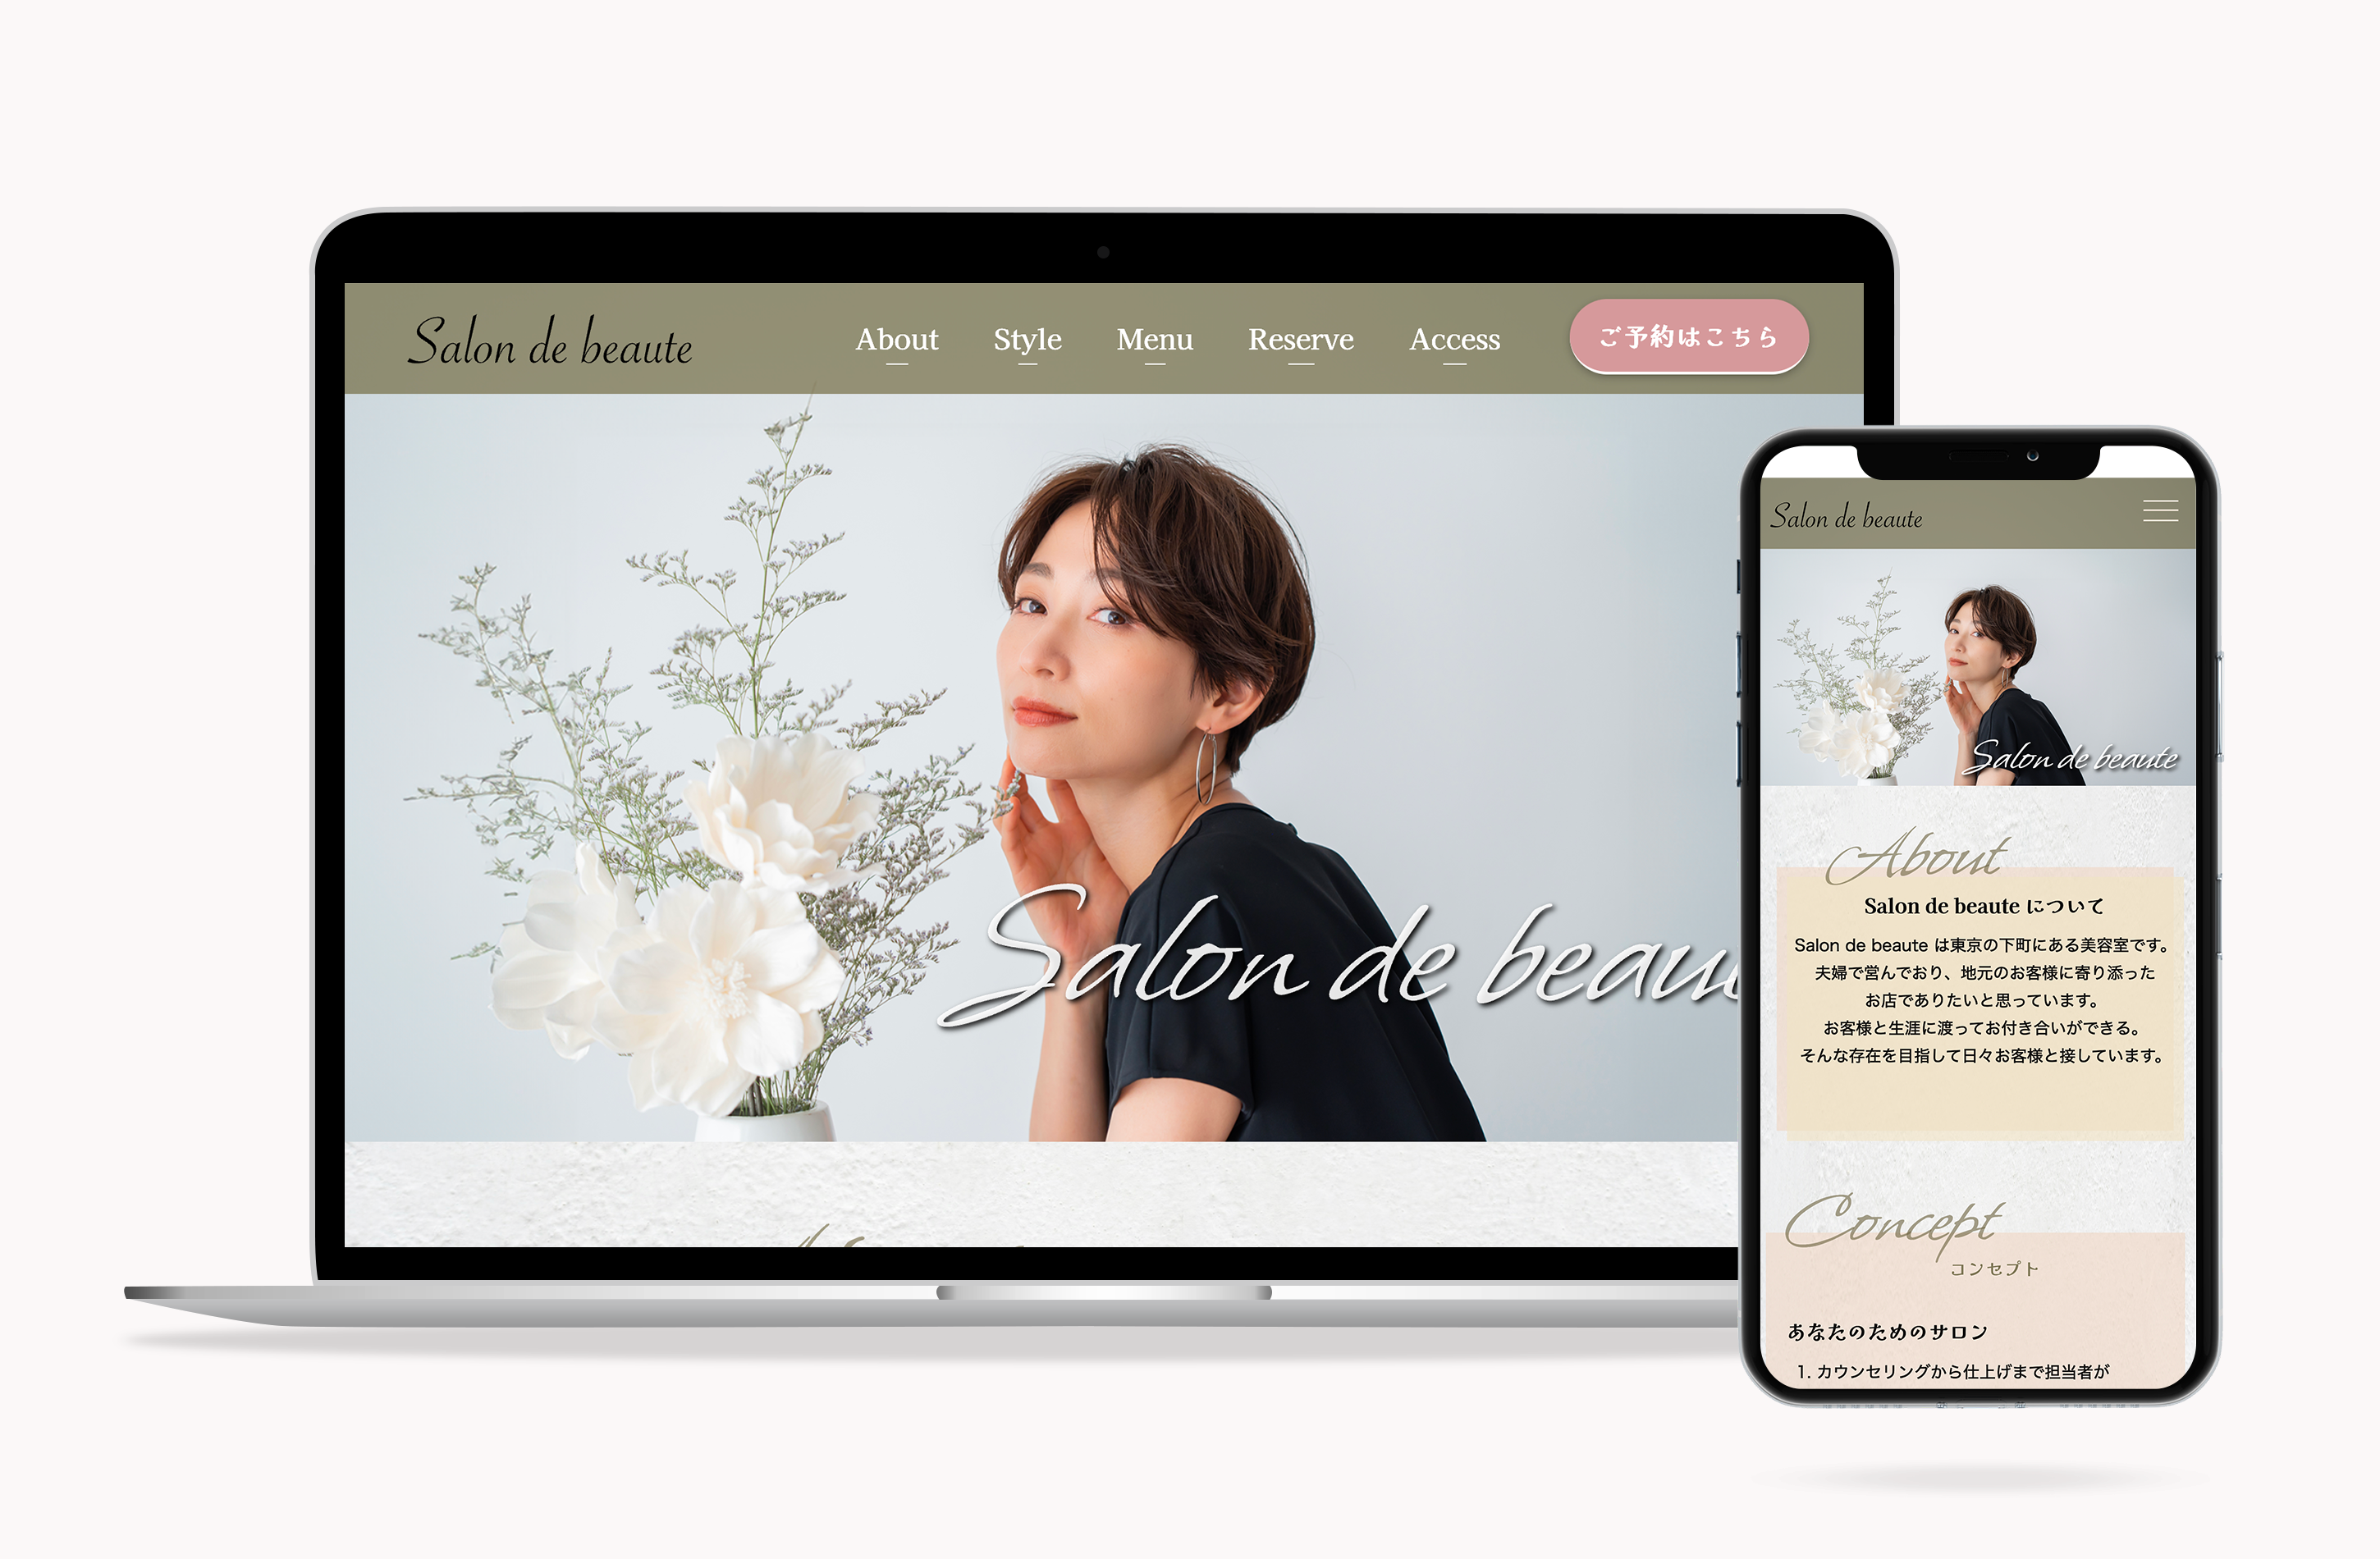 Salon de beaute
About Style Menu Reserve Access
ご予約はこちら
Salon de beau
Salon de beaute
Salon de beaute
About
Salon de beaute について
Salon de beaute は東京の下町にある美容室です。
夫婦で営んでおり、地元のお客様に寄り添った
お店でありたいと思っています。
お客様と生涯に渡ってお付き合いができる。
そんな存在を目指して日々お客様と接しています。
Concept
コンセプト
あなたのためのサロン
1. カウンセリングから仕上げまで担当者が